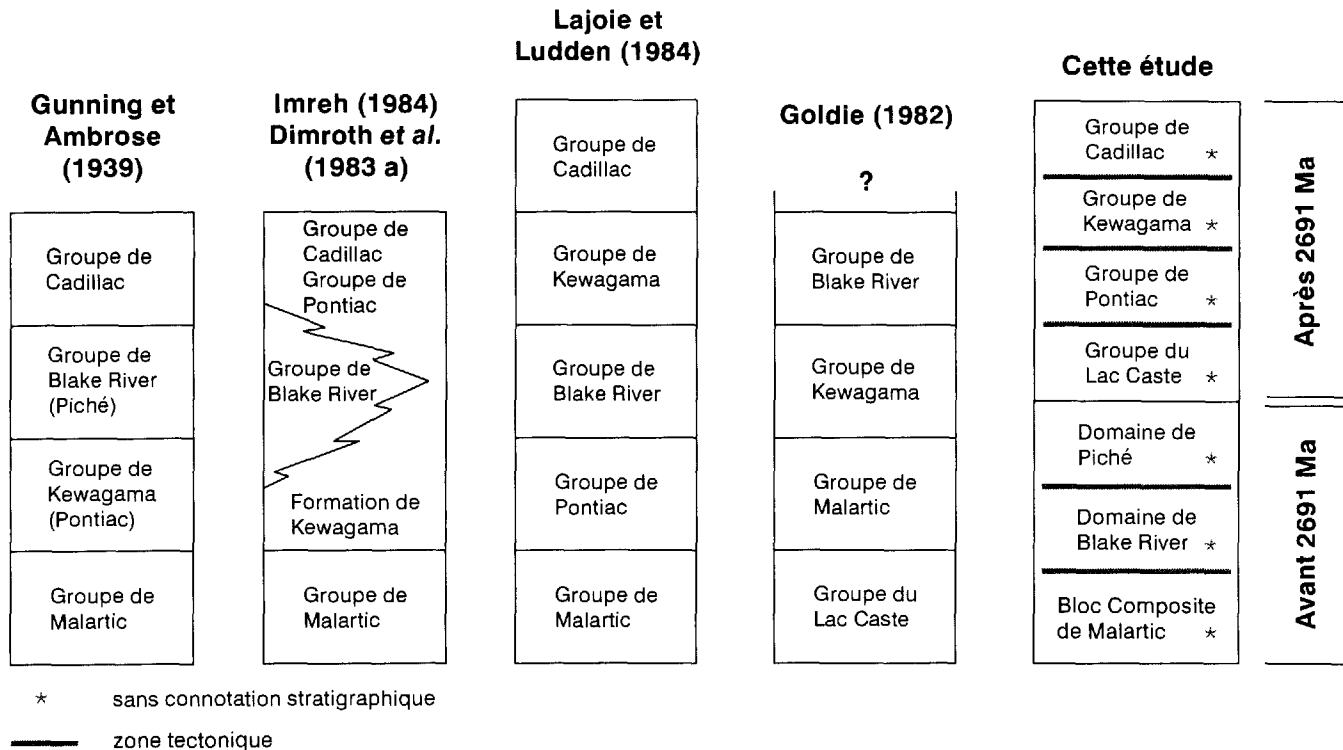 Gunning et
Ambrose
(1939)
Groupe de
Cadillac
Groupe de
Blake River
(Piché)
Groupe de
Kewagama
(Pontiac)
Groupe de
Malartic
Imreh (1984)
Dimroth et al.
(1983 a)
Groupe de
Cadillac
Groupe de
Pontiac
Groupe de
Blake River
Formation de
Kewagama
Groupe de
Malartic
Lajoie et
Ludden (1984)
Groupe de
Cadillac
Groupe de
Kewagama
Groupe de
Blake River
Groupe de
Pontiac
Groupe de
Malartic
Goldie (1982)
?
Groupe de
Blake River
Groupe de
Kewagama
Groupe de
Malartic
Groupe du
Lac Caste
Cette étude
Groupe de
Cadillac *
Groupe de
Kewagama *
Groupe de
Pontiac *
Groupe du
Lac Caste *
Domaine de
Piché *
Domaine de
Blake River *
Bloc Composite
de Malartic *
Après 2691 Ma
Avant 2691 Ma
* sans connotation stratigraphique
zone tectonique